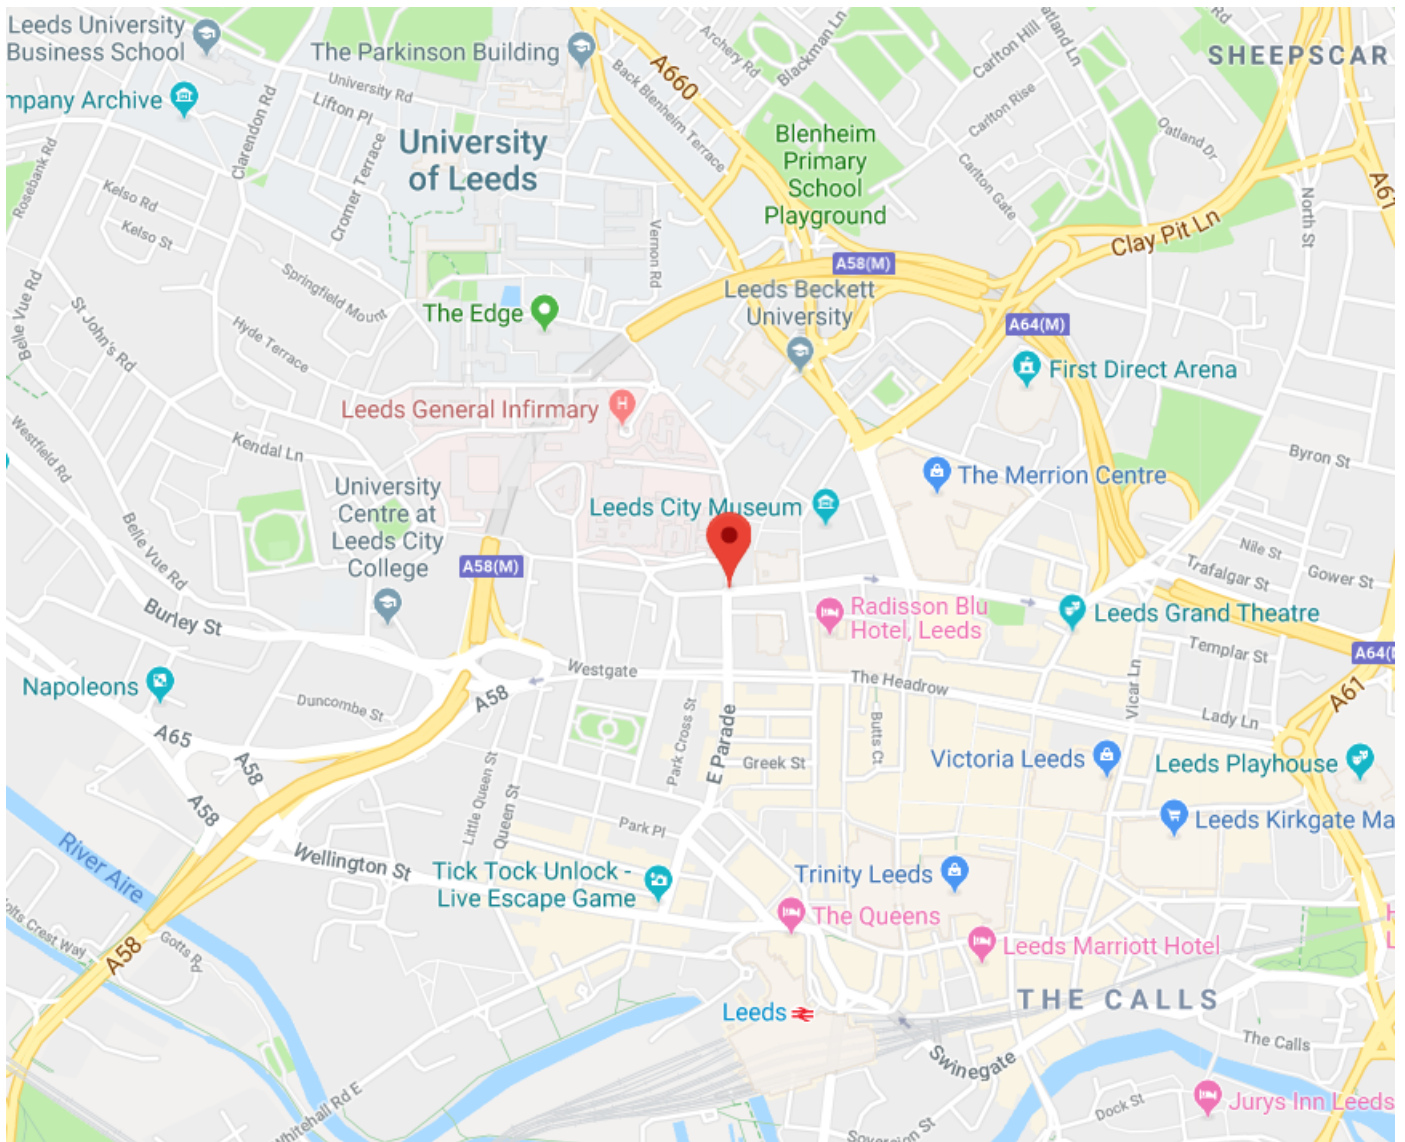 Leeds University
Business School
mpany Archive
The Parkinson Building
University Rd
Lifton Pl
Clarendon Rd
Cromer Terrace
University
of Leeds
A660
Back Blenheim Terrace
Archery Rd
Blackman Ln
Carlton Hill
atland Ln
Rd
SHEEPSCAR
Carlton Rise
Carlton Gate
Oatland Dr
Blenheim
Primary
School
Playground
Rosebank Rd
Kelso Rd
Kelso St
Springfield Mount
Vernon Rd
North St
A61
Clay Pit Ln
A58(M)
Belle Vue Rd
St John's Rd
Hyde Terrace
The Edge
Leeds Beckett
University
A64(M)
First Direct Arena
Leeds General Infirmary
H
Westfield Rd
Kendal Ln
Byron St
The Merrion Centre
University
Centre at
Leeds City
College
Leeds City Museum
Belle Vue Rd
A58(M)
Nile St
Trafalgar St
Gower St
Burley St
Radisson Blu
Hotel, Leeds
Leeds Grand Theatre
Templar St
A64(
Westgate
The Headrow
Vicar Ln
Napoleons
Duncombe St
A58
A61
Lady Ln
A65
A58
A58
Park Cross St
E Parade
Butts Ct
Greek St
Victoria Leeds
Leeds Playhouse
Little Queen St
Queen St
Park Pl
Leeds Kirkgate Ma
River Aire
Wellington St
Tick Tock Unlock -
Live Escape Game
Trinity Leeds
The Queens
H
L
olts Crest Way
Gotts Rd
A58
Leeds Marriott Hotel
THE CALLS
Leeds
The Calls
Swinegate
Whitehall Rd E
Dock St
Jurys Inn Leeds
Sovereign St